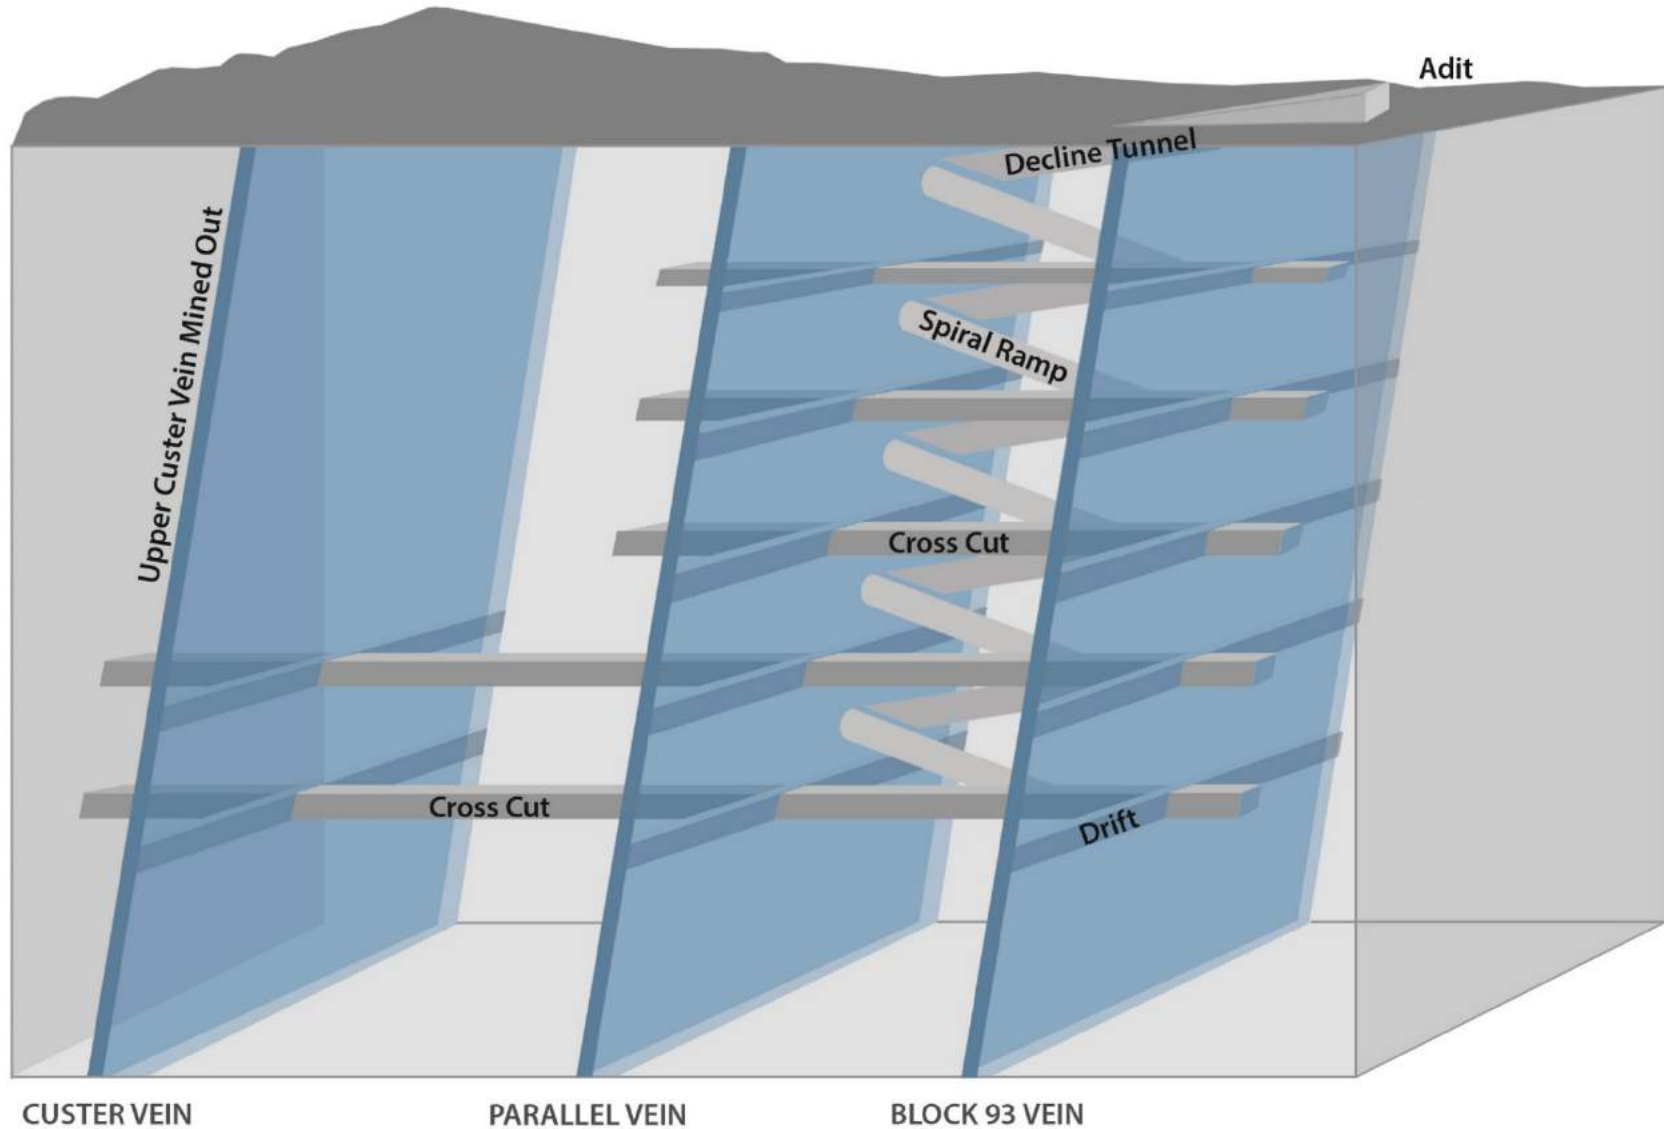 Adit
Decline Tunnel
Upper Custer Vein Mined Out
Spiral Ramp
Cross Cut
Cross Cut
Drift
CUSTER VEIN
PARALLEL VEIN
BLOCK 93 VEIN